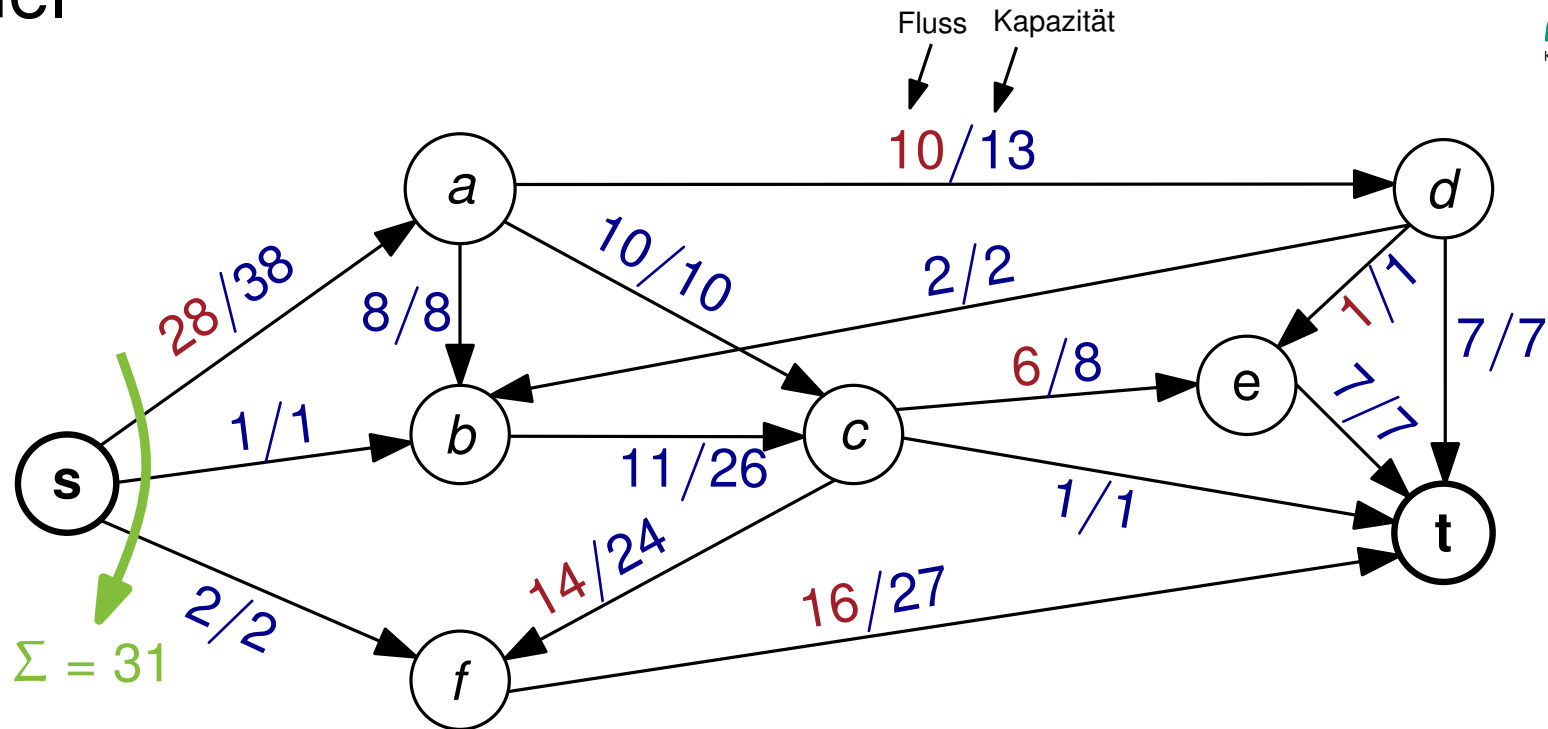 Fluss Kapazität
10/13
a
d
10/10
2/2
28/38
8/8
1/1
7/7
6/8
e
7/7
1/1
b
c
11/26
s
1/1
t
14/24
16/27
2/2
Σ = 31
f